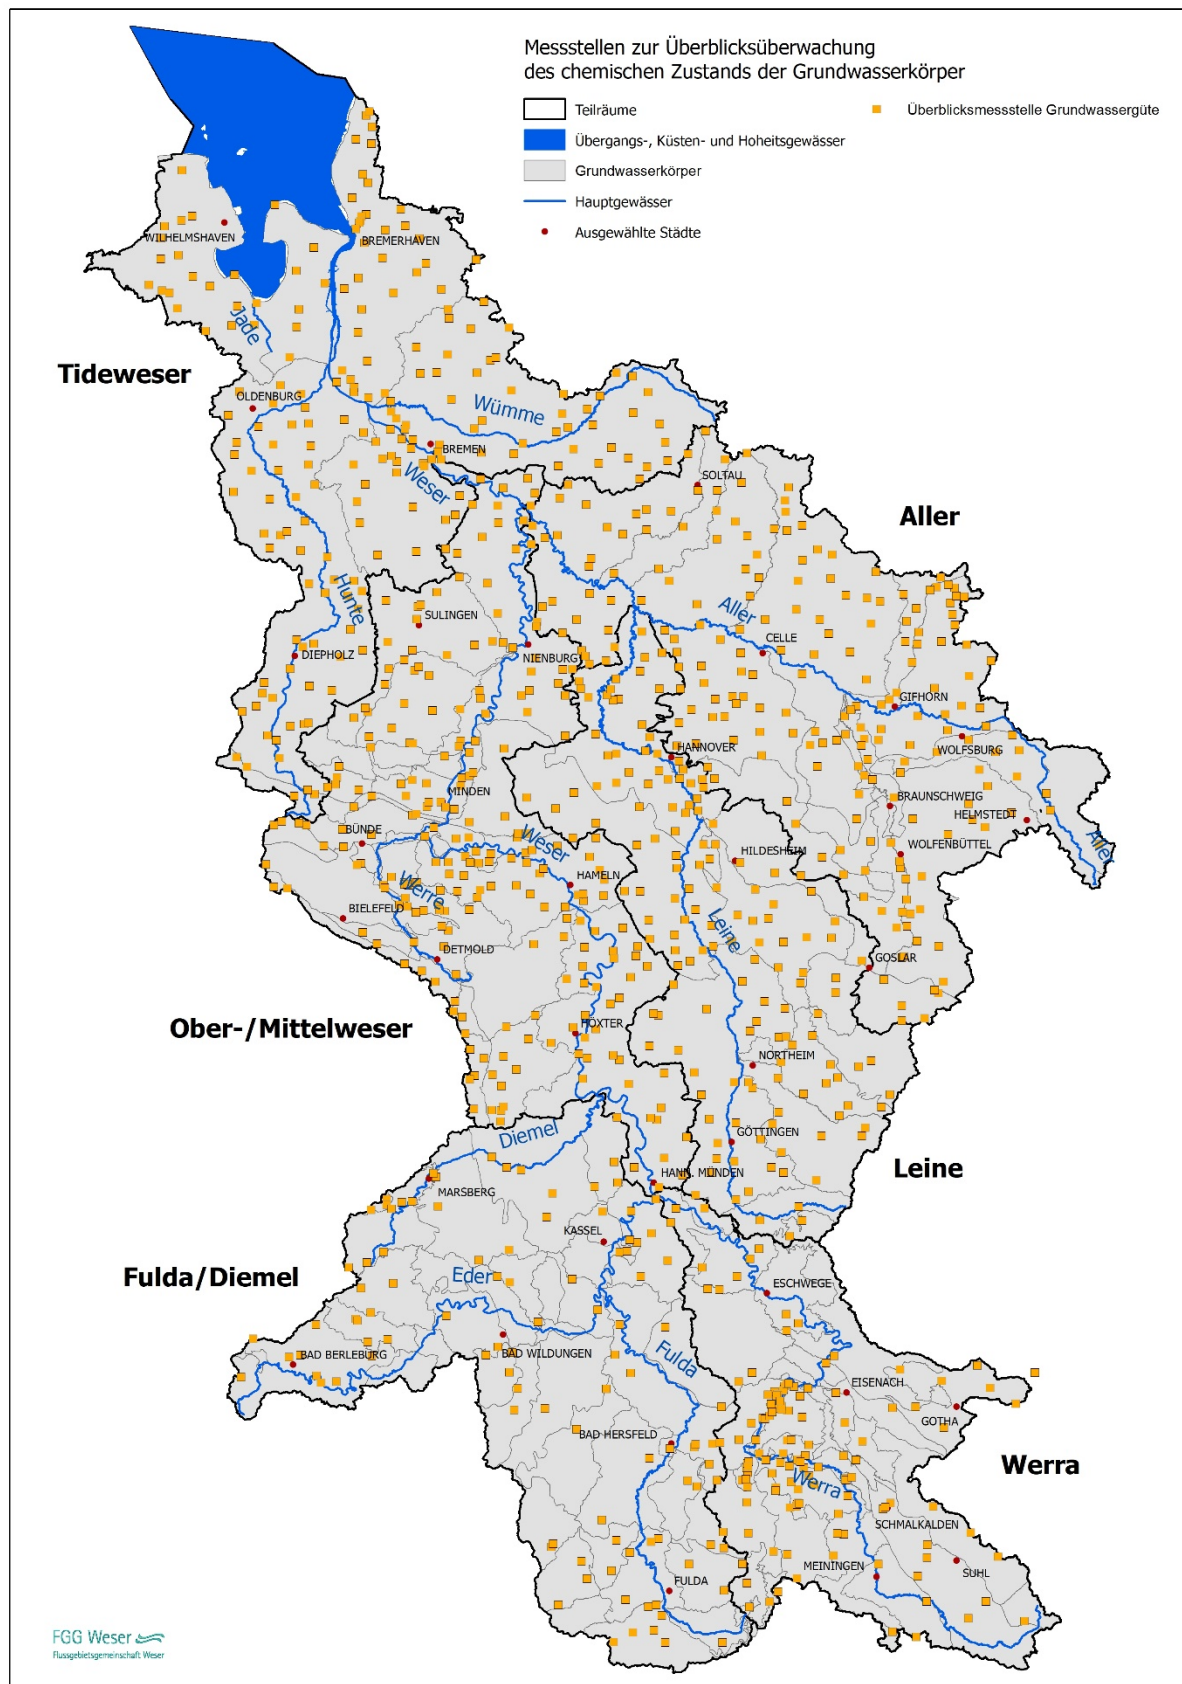 Messstellen zur Überblicksüberwachung
des chemischen Zustands der Grundwasserkörper
Teilräume
Überblicksmessstelle Grundwassergüte
Übergangs-, Küsten- und Hoheitsgewässer
Grundwasserkörper
Hauptgewässer
Ausgewählte Städte
WILHELMSHAVEN
BREMERHAVEN
Jade
Tideweser
OLDENBURG
Wümme
BREMEN
Weser
SOLTAU
Aller
Hunte
SULINGEN
Aller
CELLE
DIEPHOLZ
NIENBURG
GIFHORN
HANNOVER
WOLFSBURG
MINDEN
BRAUNSCHWEIG
HELMSTEDT
BÜNDE
Weser
HILDESHEIM
WOLFENBÜTTEL
Aller
Werre
HAMELN
BIELEFELD
Leine
DETMOLD
GOSLAR
Ober-/Mittelweser
HÖXTER
NORTHEIM
Diemel
GÖTTINGEN
Leine
HANN. MÜNDEN
MARSBERG
KASSEL
Fulda/Diemel
Eder
ESCHWEGE
BAD BERLEBURG
BAD WILDUNGEN
Fulda
EISENACH
GOTHA
BAD HERSFELD
Werra
Werra
SCHMALKALDEN
MEININGEN
SUHL
FULDA
FGG Weser
Flussgebietsgemeinschaft Weser